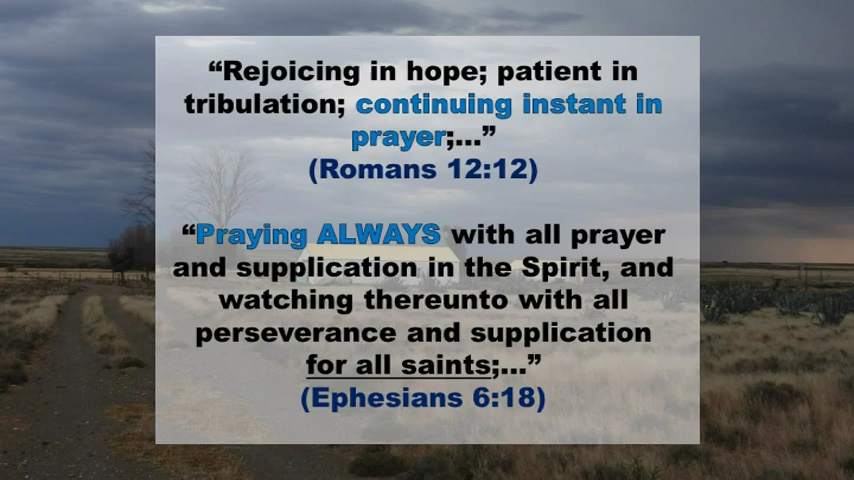 “Rejoicing in hope; patient in
tribulation; continuing instant in
prayer;...”
(Romans 12:12)
“Praying ALWAYS with all prayer
and supplication in the Spirit, and
watching thereunto with all
perseverance and supplication
for all saints;...”
(Ephesians 6:18)